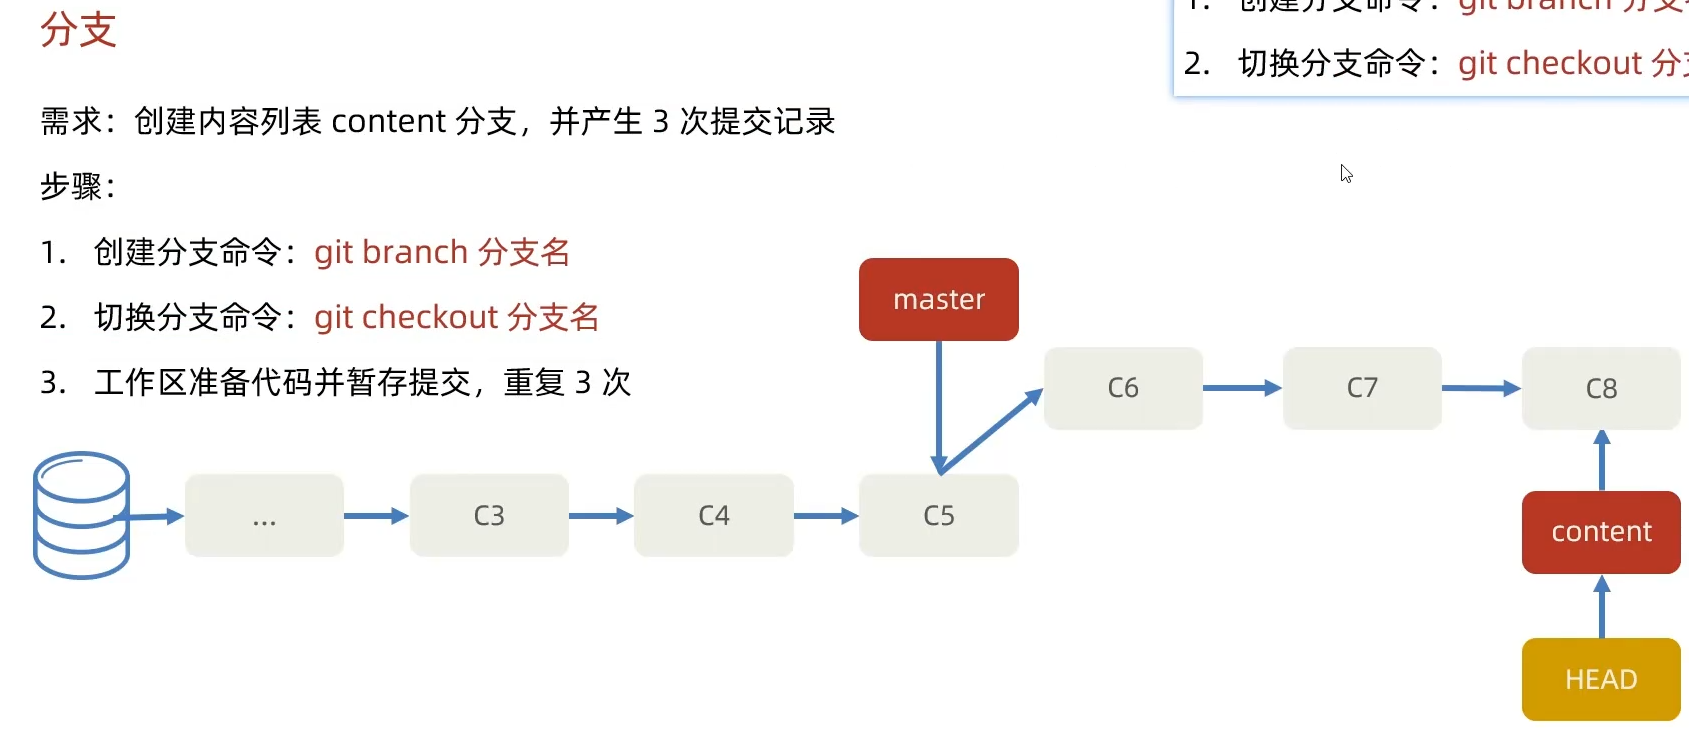 分支
1. 创建分支命令：git branch 分支
2. 切换分支命令：git checkout 分
需求：创建内容列表 content 分支，并产生 3 次提交记录
步骤：
1. 创建分支命令：git branch 分支名
2. 切换分支命令：git checkout 分支名
3. 工作区准备代码并暂存提交，重复 3 次
master
C6
C7
C8
...
C3
C4
C5
content
HEAD